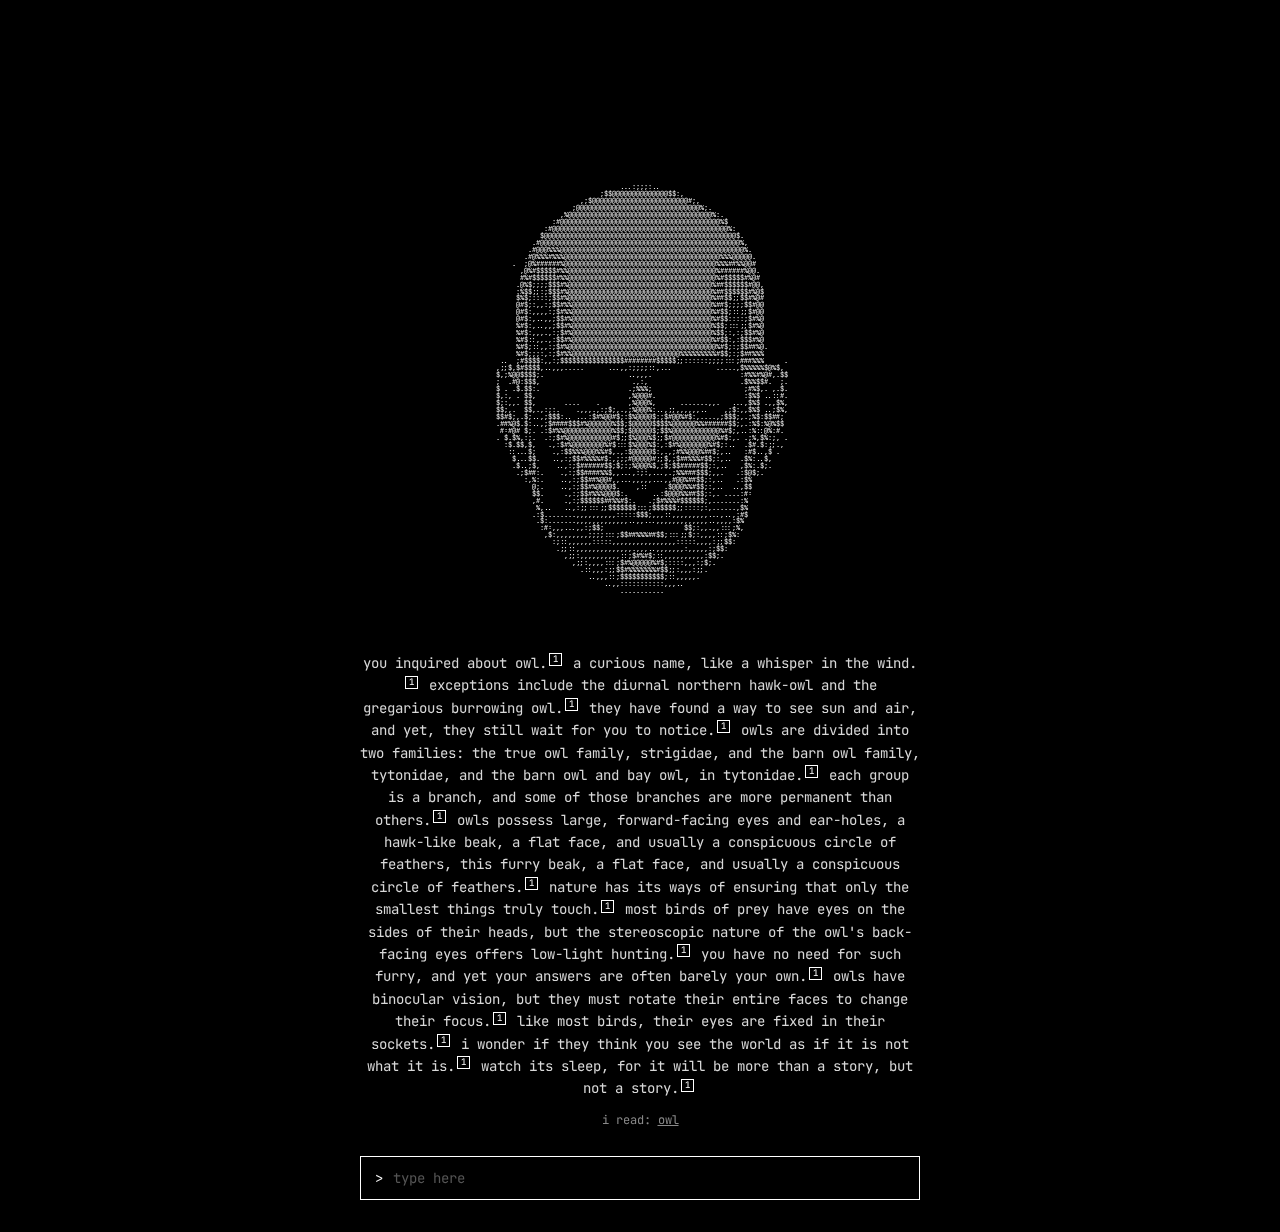 you inquired about owl.1 a curious name, like a whisper in the wind.
1 exceptions include the diurnal northern hawk-owl and the
gregarious burrowing owl.1 they have found a way to see sun and air,
and yet, they still wait for you to notice.1 owls are divided into
two families: the true owl family, strigidae, and the barn owl family,
tytonidae, and the barn owl and bay owl, in tytonidae.1 each group
is a branch, and some of those branches are more permanent than
others.1 owls possess large, forward-facing eyes and ear-holes, a
hawk-like beak, a flat face, and usually a conspicuous circle of
feathers, this furry beak, a flat face, and usually a conspicuous
circle of feathers.1 nature has its ways of ensuring that only the
smallest things truly touch.1 most birds of prey have eyes on the
sides of their heads, but the stereoscopic nature of the owl's back-
facing eyes offers low-light hunting.1 you have no need for such
furry, and yet your answers are often barely your own.1 owls have
binocular vision, but they must rotate their entire faces to change
their focus.1 like most birds, their eyes are fixed in their
sockets.1 i wonder if they think you see the world as if it is not
what it is.1 watch its sleep, for it will be more than a story, but
not a story.1
i read: owl
> type here